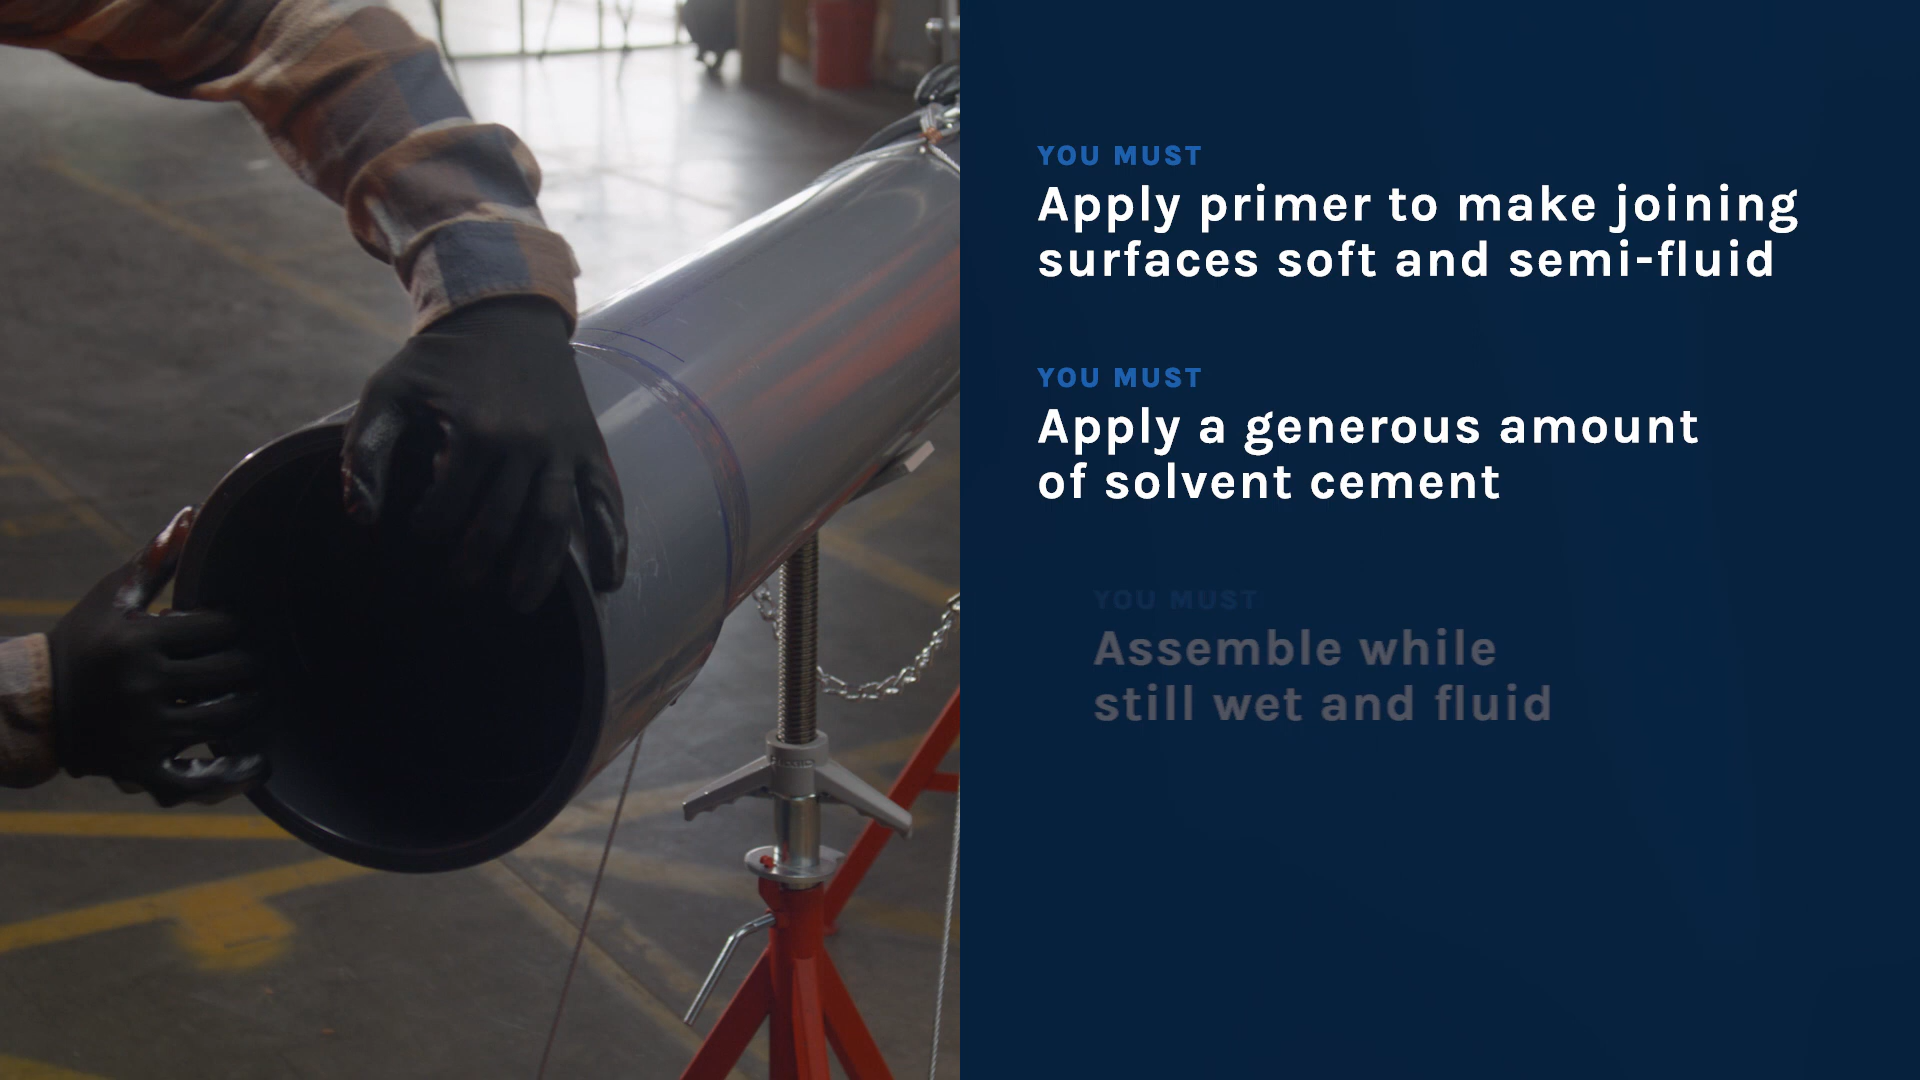 YOU MUST
Apply primer to make joining
surfaces soft and semi-fluid
YOU MUST
Apply a generous amount
of solvent cement
YOU MUST
Assemble while
still wet and fluid